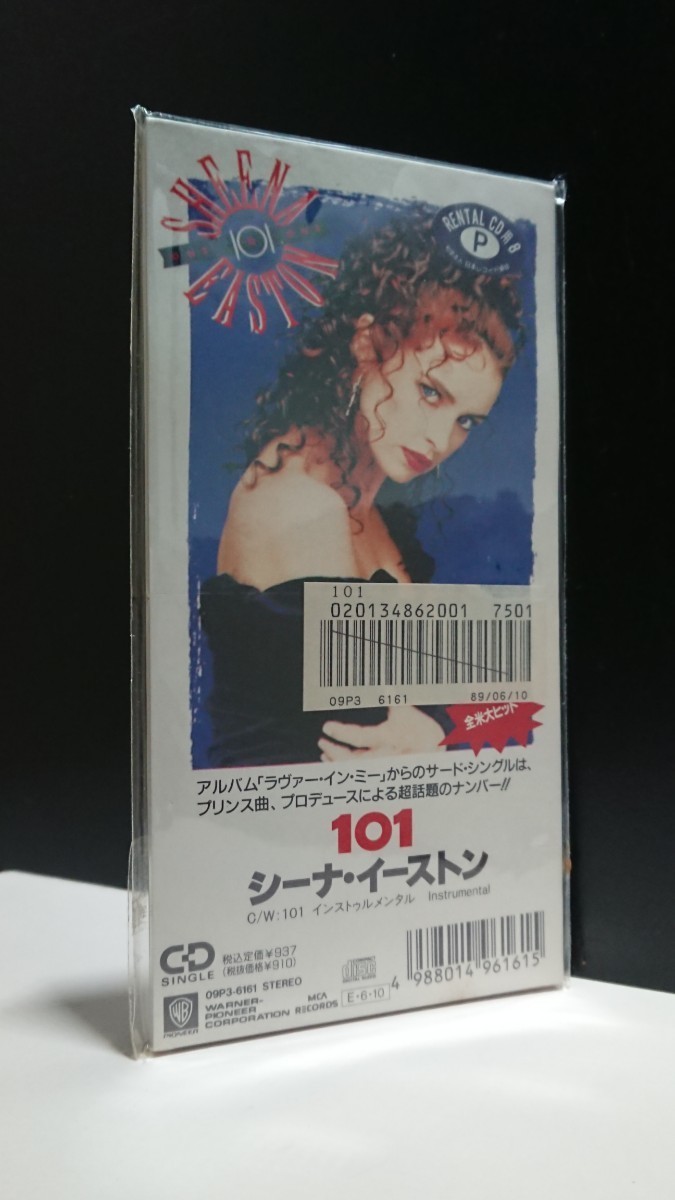 SHEENA
101
EASTON
RENTAL CD ㊊ 8
P
101
020134862001 7501
09P3 6161 89/06/10
全米大ヒット
アルバム「ラヴァー・イン・ミー」からのサード・シングルは、
プリンス曲、プロデュースによる超話題のナンバー!!
101
シーナ・イーストン
C/W:101 インストゥルメンタル Instrumental
CD
SINGLE
税込定価¥937
(税抜価格¥910)
09P3-6161 STEREO
WARNER-
PIONEER
CORPORATION
MCA
RECORDS
E・6・10
WB
PIONEER
4 988014 961615